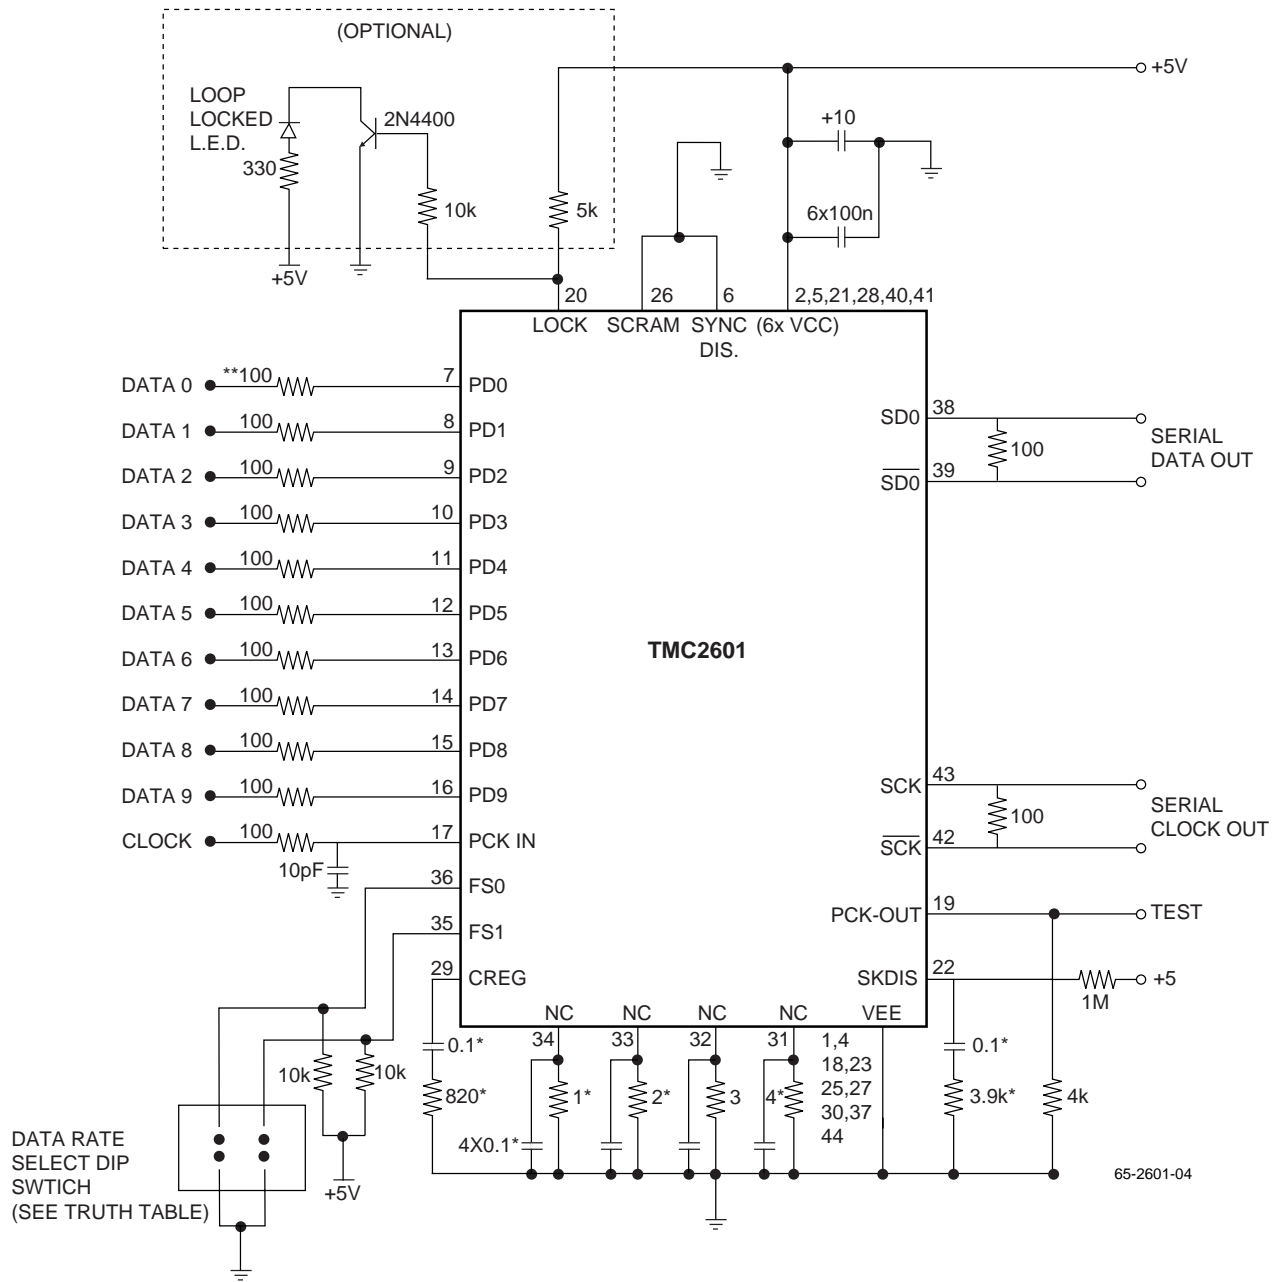 (OPTIONAL)
LOOP
LOCKED
L.E.D.
2N4400
330
10k
5k
+5V
+5V
+10
6x100n
20
26
6
2,5,21,28,40,41
LOCK
SCRAM
SYNC
DIS.
(6x VCC)
DATA 0
**100
7
PD0
DATA 1
100
8
PD1
DATA 2
100
9
PD2
DATA 3
100
10
PD3
DATA 4
100
11
PD4
DATA 5
100
12
PD5
DATA 6
100
13
PD6
DATA 7
100
14
PD7
DATA 8
100
15
PD8
DATA 9
100
16
PD9
CLOCK
100
17
PCK IN
10pF
36
FS0
35
FS1
29
CREG
TMC2601
SD0
38
100
SD0
39
SERIAL
DATA OUT
SCK
43
100
SCK
42
SERIAL
CLOCK OUT
PCK-OUT
19
TEST
SKDIS
22
1M
+5
NC
NC
NC
NC
VEE
34
33
32
31
1,4
18,23
25,27
30,37
44
0.1*
820*
1*
2*
3
4*
4X0.1*
0.1*
3.9k*
4k
10k
10k
+5V
DATA RATE
SELECT DIP
SWTICH
(SEE TRUTH TABLE)
65-2601-04